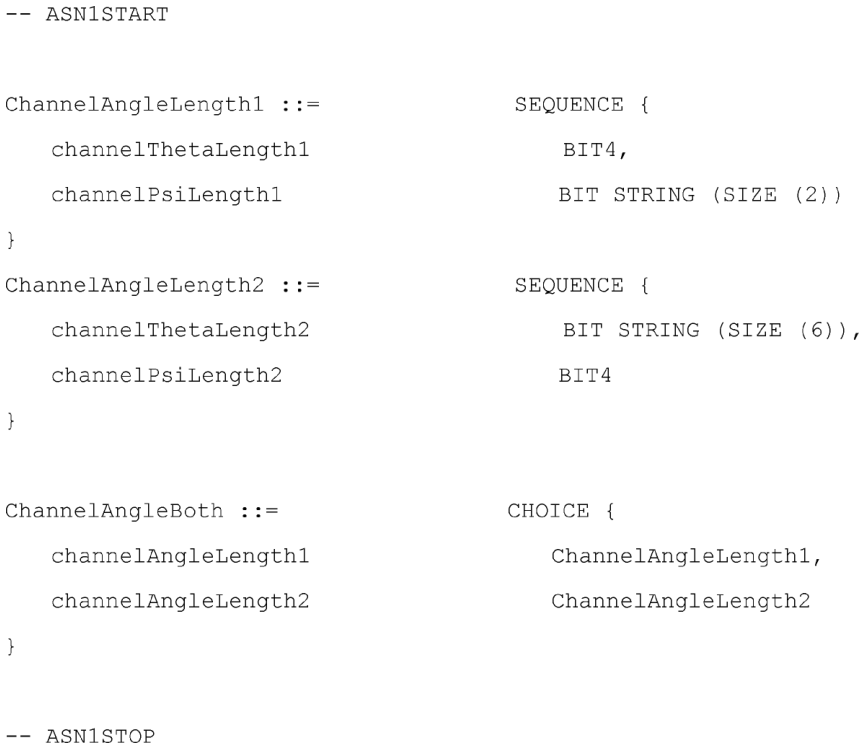 -- ASN1START
ChannelAngleLength1 ::= SEQUENCE {
channelThetaLength1 BIT4,
channelPsiLength1 BIT STRING (SIZE (2))
}
ChannelAngleLength2 ::= SEQUENCE {
channelThetaLength2 BIT STRING (SIZE (6)),
channelPsiLength2 BIT4
}
ChannelAngleBoth ::= CHOICE {
channelAngleLength1 ChannelAngleLength1,
channelAngleLength2 ChannelAngleLength2
}
-- ASN1STOP